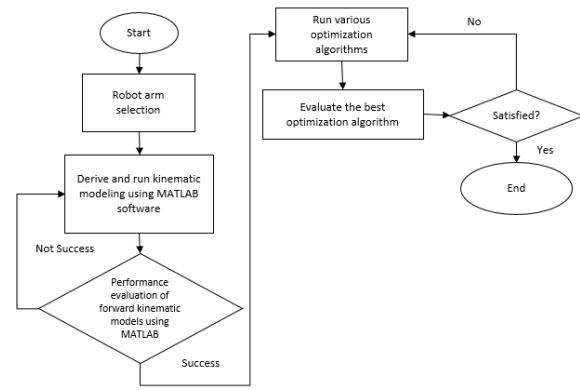 Start
Robot arm
selection
Derive and run kinematic
modeling using MATLAB
software
Not Success
Performance
evaluation of
forward kinematic
models using
MATLAB
Success
Run various
optimization
algorithms
No
Evaluate the best
optimization algorithm
Satisfied?
Yes
End